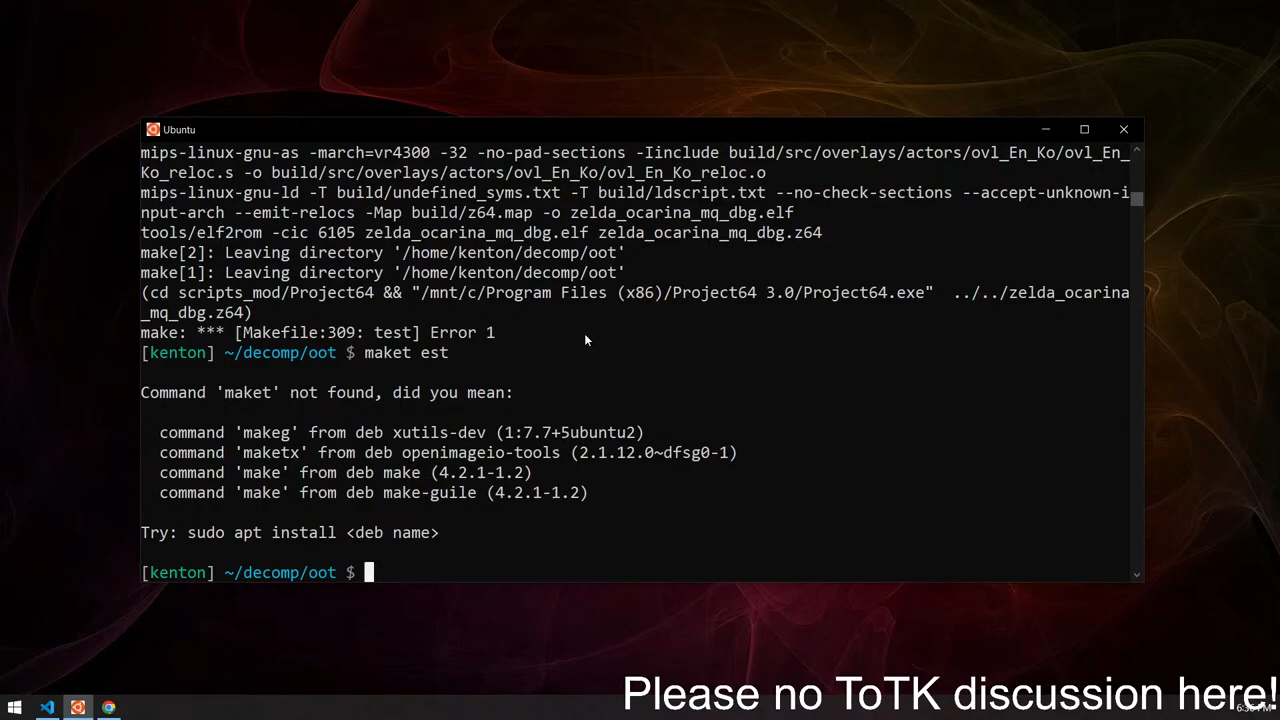 Ubuntu
mips-linux-gnu-as -march=vr4300 -32 -no-pad-sections -Iinclude build/src/overlays/actors/ovl_En_Ko/ovl_En_
Ko_reloc.s -o build/src/overlays/actors/ovl_En_Ko/ovl_En_Ko_reloc.o
mips-linux-gnu-ld -T build/undefined_syms.txt -T build/ldscript.txt --no-check-sections --accept-unknown-i
nput-arch --emit-relocs -Map build/z64.map -o zelda_ocarina_mq_dbg.elf
tools/elf2rom -cic 6105 zelda_ocarina_mq_dbg.elf zelda_ocarina_mq_dbg.z64
make[2]: Leaving directory '/home/kenton/decomp/oot'
make[1]: Leaving directory '/home/kenton/decomp/oot'
(cd scripts_mod/Project64 && "/mnt/c/Program Files (x86)/Project64 3.0/Project64.exe"  ../../zelda_ocarina
_mq_dbg.z64)
make: *** [Makefile:309: test] Error 1
[kenton] ~/decomp/oot $ maket est
Command 'maket' not found, did you mean:
command 'makeg' from deb xutils-dev (1:7.7+5ubuntu2)
command 'maketx' from deb openimageio-tools (2.1.12.0~dfsg0-1)
command 'make' from deb make (4.2.1-1.2)
command 'make' from deb make-guile (4.2.1-1.2)
Try: sudo apt install <deb name>
[kenton] ~/decomp/oot $
Please no ToTK discussion here!